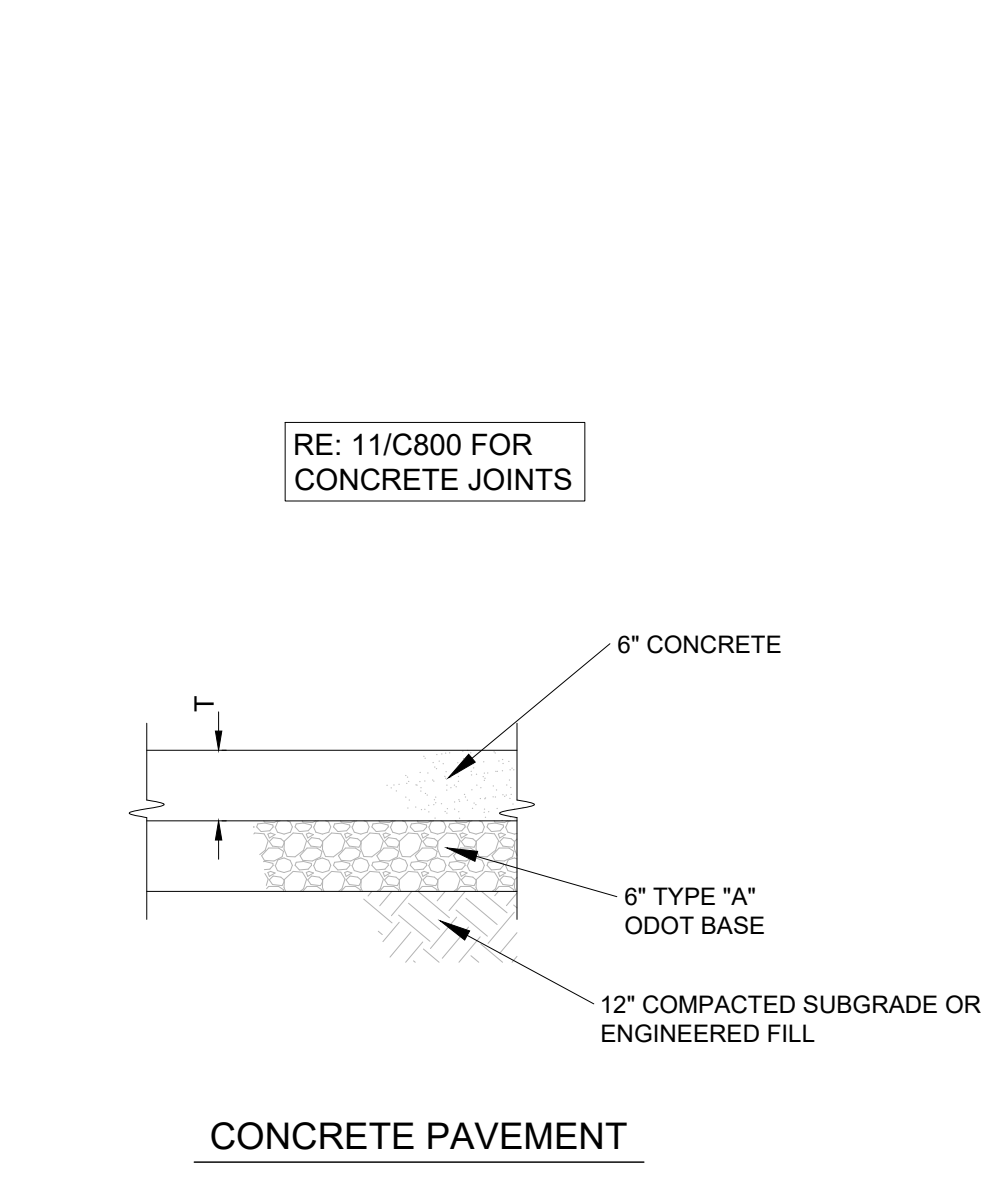 RE: 11/C800 FOR
CONCRETE JOINTS
6" CONCRETE
T
6" TYPE "A"
ODOT BASE
12" COMPACTED SUBGRADE OR
ENGINEERED FILL
CONCRETE PAVEMENT